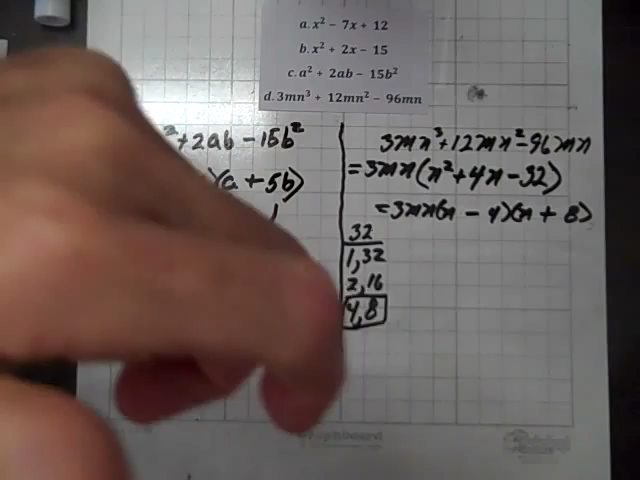 a. x² − 7x + 12
b. x² + 2x − 15
c. a² + 2ab − 15b²
d. 3mn³ + 12mn² − 96mn
² + 2ab − 15b²
)(a + 5b)
3mn³ + 12mn² − 96mn
= 3mn(n² + 4n − 32)
= 3mn(n − 4)(n + 8)
32
1, 32
2, 16
4, 8